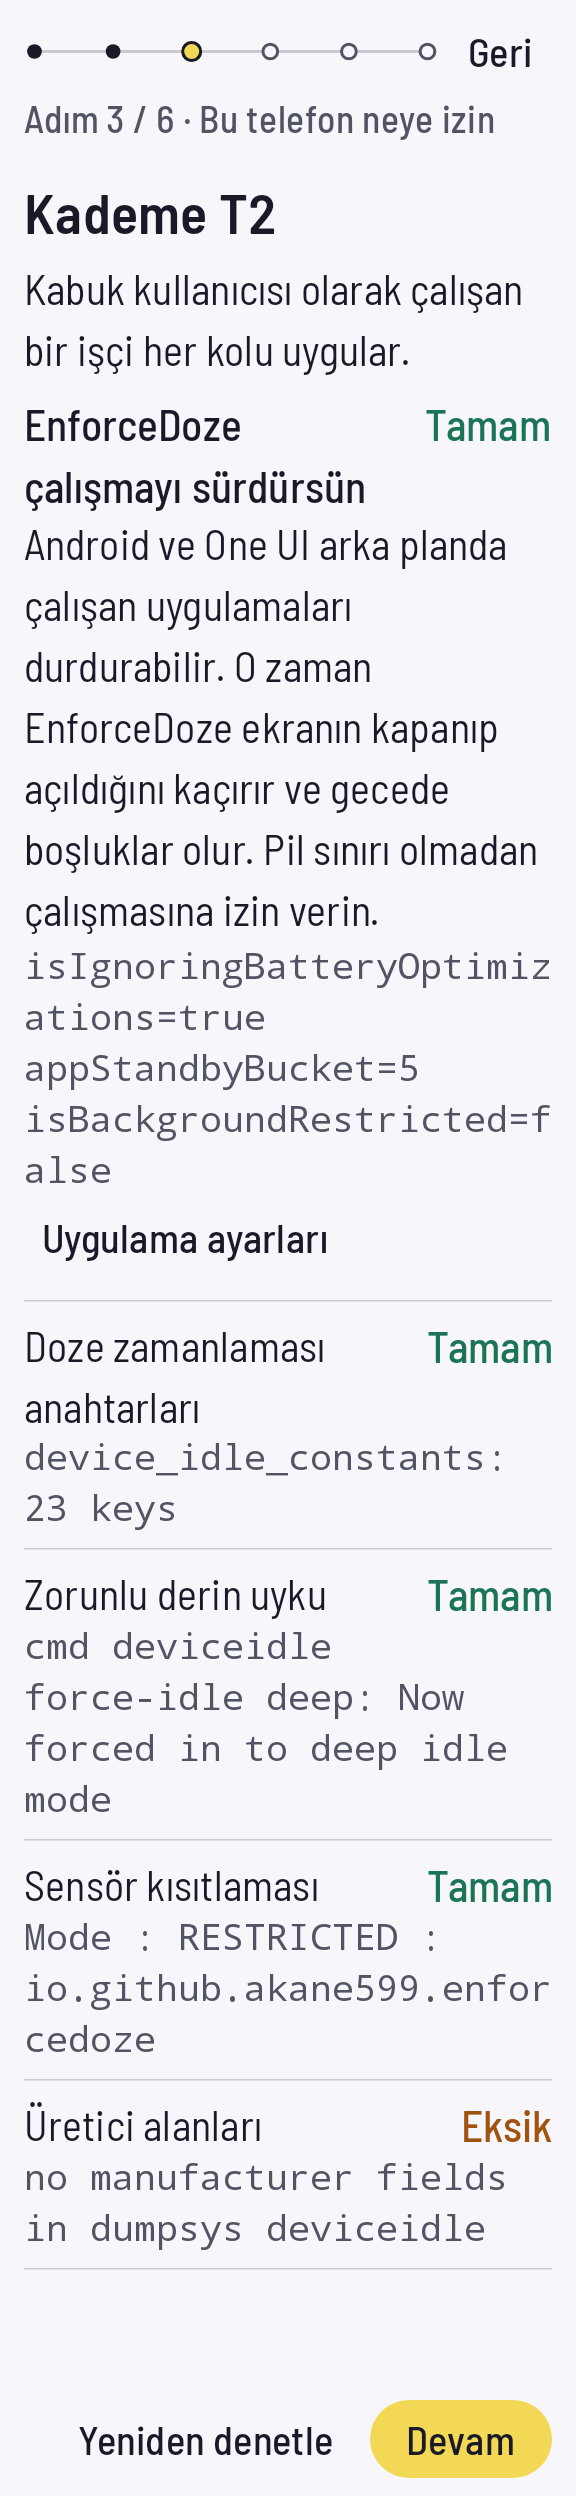 Geri
Adım 3 / 6 · Bu telefon neye izin
Kademe T2
Kabuk kullanıcısı olarak çalışan
bir işçi her kolu uygular.
EnforceDoze Tamam
çalışmayı sürdürsün
Android ve One UI arka planda
çalışan uygulamaları
durdurabilir. O zaman
EnforceDoze ekranın kapanıp
açıldığını kaçırır ve gecede
boşluklar olur. Pil sınırı olmadan
çalışmasına izin verin.
isIgnoringBatteryOptimiz
ations=true
appStandbyBucket=5
isBackgroundRestricted=f
alse
Uygulama ayarları
Doze zamanlaması Tamam
anahtarları
device_idle_constants:
23 keys
Zorunlu derin uyku Tamam
cmd deviceidle
force-idle deep: Now
forced in to deep idle
mode
Sensör kısıtlaması Tamam
Mode : RESTRICTED :
io.github.akane599.enfor
cedoze
Üretici alanları Eksik
no manufacturer fields
in dumpsys deviceidle
Yeniden denetle Devam